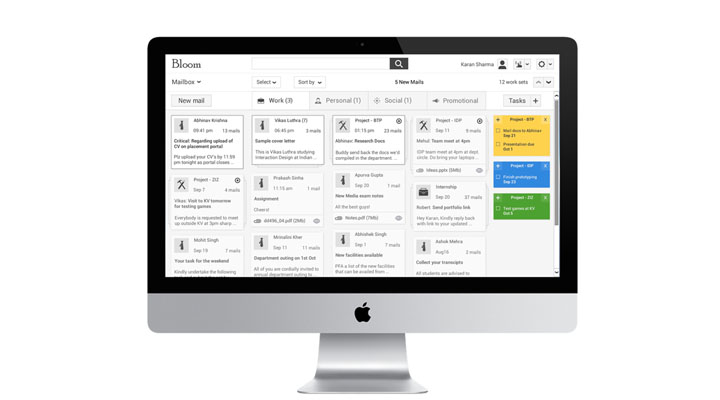 Bloom
Karan Sharma
Mailbox
Select
Sort by
5 New Mails
12 work sets
New mail
Work (3)
Personal (1)
Social (1)
Promotional
Tasks +
Abhinav Krishna
09:41 pm 13 mails
Critical: Regarding upload of
CV on placement portal
Plz upload your CV's by 11:59
pm tonight as portal closes ...
Project - ZIZ
Sep 7 4 mails
Vikas: Visit to KV tomorrow
for testing games
Everybody is requested to meet
up outside KV at 3pm sharp ...
Mohit Singh
Sep 19 7 mails
Your task for the weekend
Kindly undertake the following
Vikas Luthra (7)
06:45 pm 3 mails
Sample cover letter
This is Vikas Luthra studying
Interaction Design at Indian ...
Prakash Sinha
11:15 am 1 mail
Assignment
Cheers!
dd496_04.pdf (2Mb)
Mrinalini Kher
Sep 11 11 mails
Department outing on 1st Oct
All of you are cordially invited to
annual department outing to ...
Project - BTP
01:15 pm 23 mails
Abhinav: Research Docs
Buddy send back the docs we'll
compiled in the department ...
Apurna Gupta
Sep 20 1 mail
New Media exam notes
All the best guys!
Notes.pdf (7Mb)
Abhishek Singh
Sep 1 7 mails
New facilities available
PFA a list of the new facilities
that can be availed from ...
Project - IDP
Sep 11 9 mails
Mehul: Team meet at 4pm
IDP team meet at 4pm at dept
circle. Do bring your laptops...
Ideas.pptx (5Mb)
Internship
Sep 20 37 mails
Robert: Send portfolio link
Hey Karan, Kindly reply back
with link to your updated ...
Ashok Mehra
Aug16 2 mails
Collect your transcripts
All students are advised to
+ Project - BTP X
Mail docs to Abhinav
Sep 21
Presentation due
Oct 1
+ Project - IDP X
Finish prototyping
Sep 23
+ Project - ZIZ X
Test games at KV
Oct 5